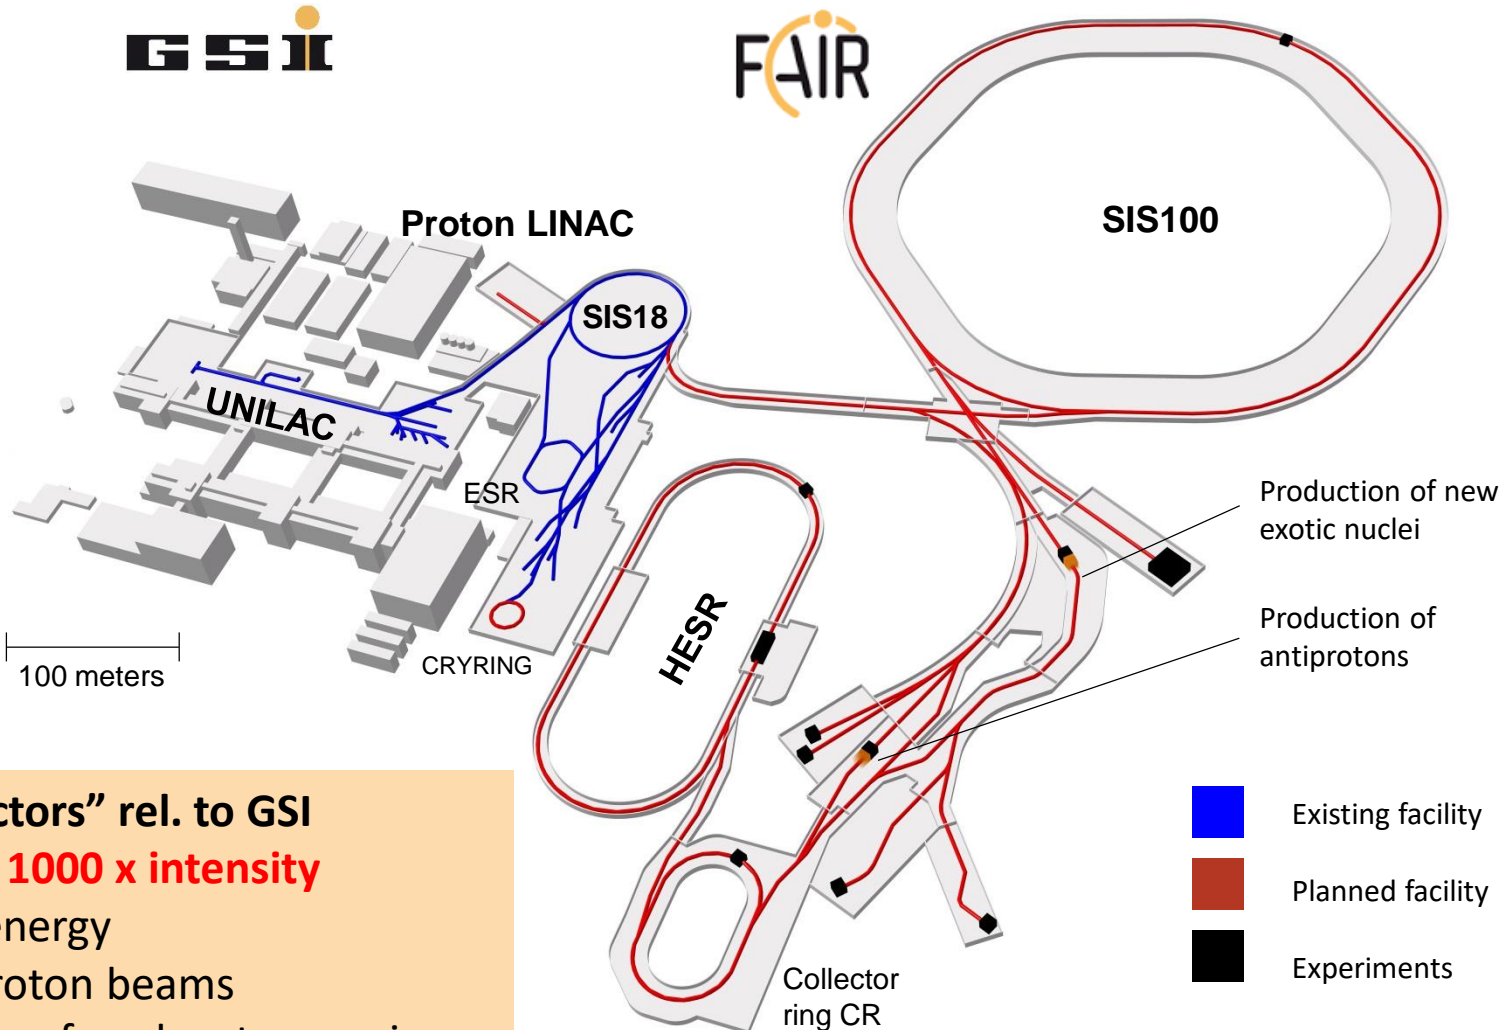 GSI
FAIR
Proton LINAC
SIS100
SIS18
UNILAC
ESR
Production of new
exotic nuclei
HESR
Production of
antiprotons
CRYRING
100 meters
ctors” rel. to GSI
1000 x intensity
energy
roton beams
Existing facility
Planned facility
Experiments
Collector
ring CR